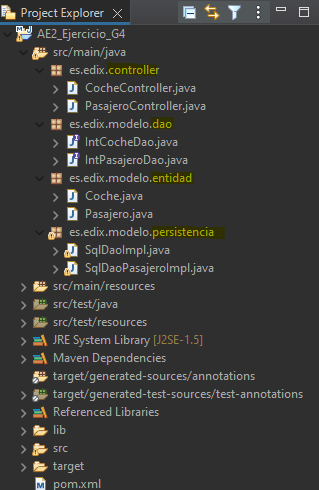 Project Explorer
AE2_Ejercicio_G4
src/main/java
es.edix.controller
CocheController.java
PasajeroController.java
es.edix.modelo.dao
IntCocheDao.java
IntPasajeroDao.java
es.edix.modelo.entidad
Coche.java
Pasajero.java
es.edix.modelo.persistencia
SqlDaoImpl.java
SqlDaoPasajeroImpl.java
src/main/resources
src/test/java
src/test/resources
JRE System Library [J2SE-1.5]
Maven Dependencies
target/generated-sources/annotations
target/generated-test-sources/test-annotations
Referenced Libraries
lib
src
target
pom.xml